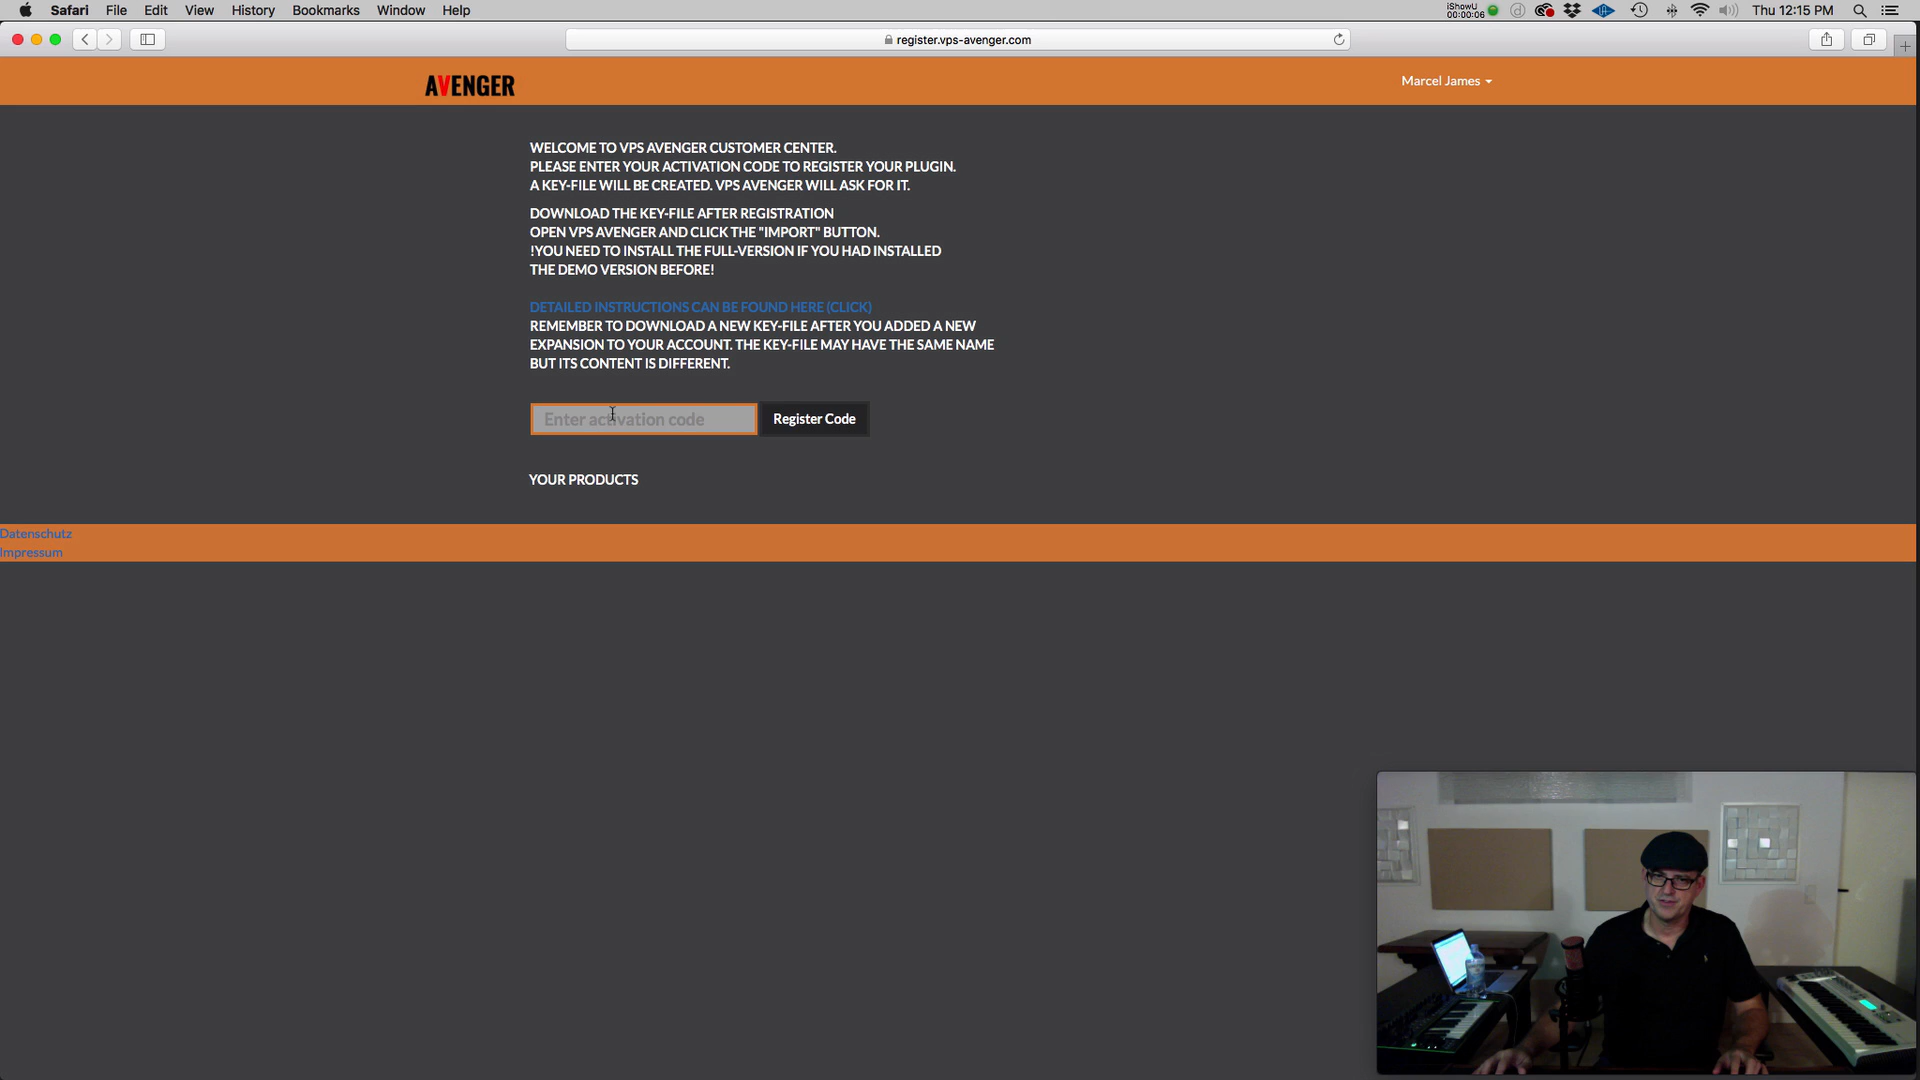 Safari File Edit View History Bookmarks Window Help
iShowU
00:00:06
Thu 12:15 PM
register.vps-avenger.com
AVENGER
Marcel James
WELCOME TO VPS AVENGER CUSTOMER CENTER.
PLEASE ENTER YOUR ACTIVATION CODE TO REGISTER YOUR PLUGIN.
A KEY-FILE WILL BE CREATED. VPS AVENGER WILL ASK FOR IT.
DOWNLOAD THE KEY-FILE AFTER REGISTRATION
OPEN VPS AVENGER AND CLICK THE "IMPORT" BUTTON.
!YOU NEED TO INSTALL THE FULL-VERSION IF YOU HAD INSTALLED
THE DEMO VERSION BEFORE!
DETAILED INSTRUCTIONS CAN BE FOUND HERE (CLICK)
REMEMBER TO DOWNLOAD A NEW KEY-FILE AFTER YOU ADDED A NEW
EXPANSION TO YOUR ACCOUNT. THE KEY-FILE MAY HAVE THE SAME NAME
BUT ITS CONTENT IS DIFFERENT.
Enter activation code
Register Code
YOUR PRODUCTS
Datenschutz
Impressum